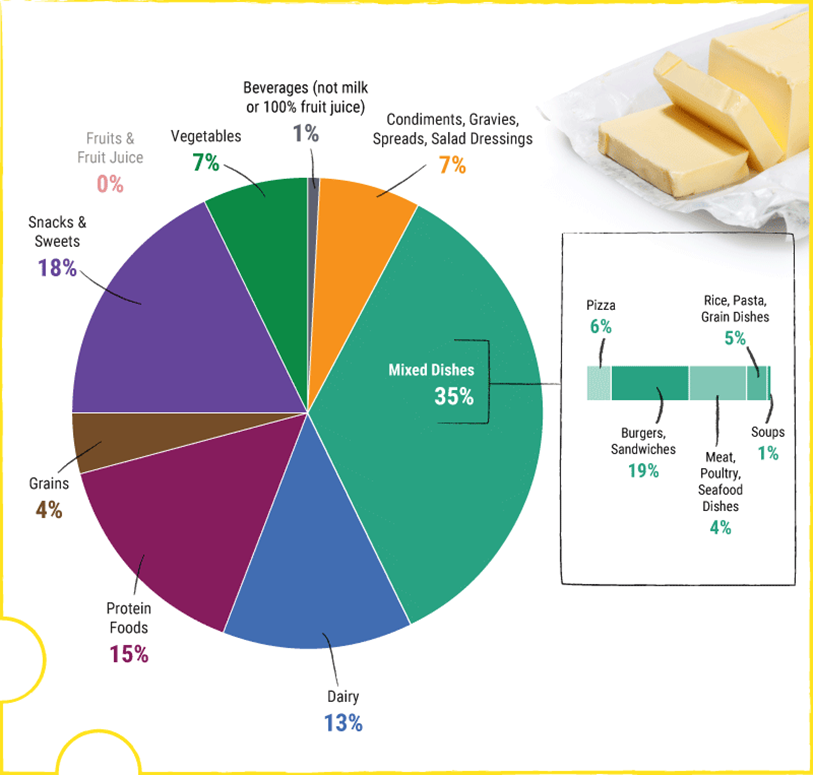 Beverages (not milk
or 100% fruit juice)
1%
Condiments, Gravies,
Spreads, Salad Dressings
7%
Vegetables
7%
Fruits &
Fruit Juice
0%
Snacks &
Sweets
18%
Mixed Dishes
35%
Grains
4%
Protein
Foods
15%
Dairy
13%
Pizza
6%
Rice, Pasta,
Grain Dishes
5%
Burgers,
Sandwiches
19%
Meat,
Poultry,
Seafood
Dishes
4%
Soups
1%